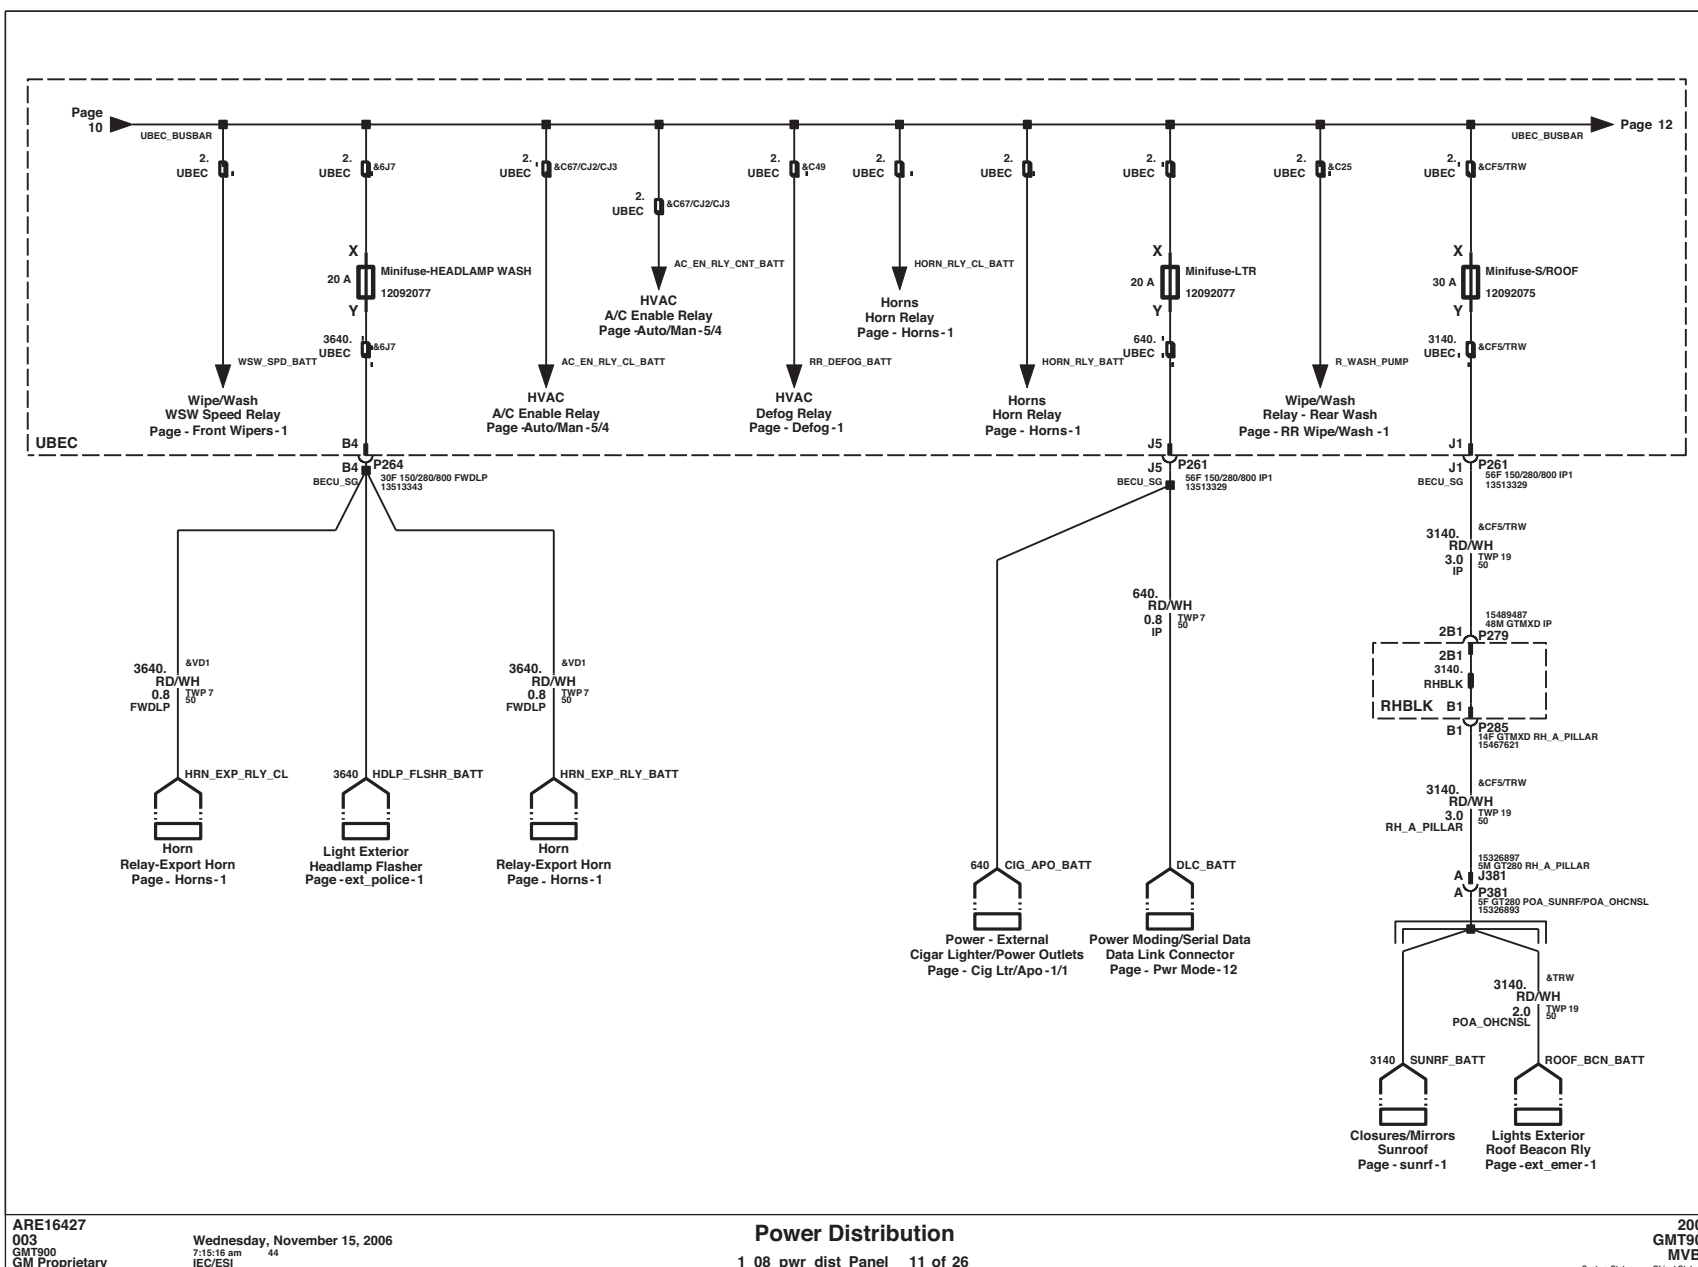 Page
10
UBEC_BUSBAR
UBEC_BUSBAR
Page 12
2.
UBEC
2.
UBEC
&6J7
2.
UBEC
&C67/CJ2/CJ3
2.
UBEC
&C67/CJ2/CJ3
2.
UBEC
&C49
2.
UBEC
2.
UBEC
2.
UBEC
2.
UBEC
&C25
2.
UBEC
&CF5/TRW
X
20 A
Minifuse-HEADLAMP WASH
12092077
Y
3640.
UBEC
&6J7
X
20 A
Minifuse-LTR
12092077
Y
640.
UBEC
X
30 A
Minifuse-S/ROOF
12092075
Y
3140.
UBEC
&CF5/TRW
AC_EN_RLY_CNT_BATT
HVAC
A/C Enable Relay
Page -Auto/Man-5/4
HORN_RLY_CL_BATT
Horns
Horn Relay
Page - Horns-1
WSW_SPD_BATT
Wipe/Wash
WSW Speed Relay
Page - Front Wipers-1
AC_EN_RLY_CL_BATT
HVAC
A/C Enable Relay
Page -Auto/Man-5/4
RR_DEFOG_BATT
HVAC
Defog Relay
Page - Defog-1
HORN_RLY_BATT
Horns
Horn Relay
Page - Horns-1
R_WASH_PUMP
Wipe/Wash
Relay - Rear Wash
Page - RR Wipe/Wash -1
UBEC
B4
B4
P264
BECU_SG
30F 150/280/800 FWDLP
13513343
J5
J5
P261
BECU_SG
56F 150/280/800 IP1
13513329
J1
J1
P261
BECU_SG
56F 150/280/800 IP1
13513329
3140.
&CF5/TRW
RD/WH
3.0
TWP 19
50
IP
640.
RD/WH
0.8
TWP 7
50
IP
15489487
48M GTMXD IP
2B1
P279
2B1
3140.
RHBLK
RHBLK
B1
B1
P285
14F GTMXD RH_A_PILLAR
15467621
3640.
&VD1
RD/WH
0.8
TWP 7
50
FWDLP
3640.
&VD1
RD/WH
0.8
TWP 7
50
FWDLP
HRN_EXP_RLY_CL
Horn
Relay-Export Horn
Page - Horns-1
3640
HDLP_FLSHR_BATT
Light Exterior
Headlamp Flasher
Page -ext_police-1
HRN_EXP_RLY_BATT
Horn
Relay-Export Horn
Page - Horns-1
3140.
&CF5/TRW
RD/WH
3.0
TWP 19
50
RH_A_PILLAR
15326897
5M GT280 RH_A_PILLAR
A
J381
A
P381
5F GT280 POA_SUNRF/POA_OHCNSL
15326893
640
CIG_APO_BATT
Power - External
Cigar Lighter/Power Outlets
Page - Cig Ltr/Apo-1/1
DLC_BATT
Power Moding/Serial Data
Data Link Connector
Page - Pwr Mode-12
3140.
&TRW
RD/WH
2.0
TWP 19
50
POA_OHCNSL
3140
SUNRF_BATT
Closures/Mirrors
Sunroof
Page - sunrf-1
ROOF_BCN_BATT
Lights Exterior
Roof Beacon Rly
Page -ext_emer-1
ARE16427
003
GMT900
GM Proprietary
Wednesday, November 15, 2006
7:15:16 am 44
IEC/ESI
Power Distribution
1_08_pwr_dist_Panel 11 of 26
200
GMT90
MVB